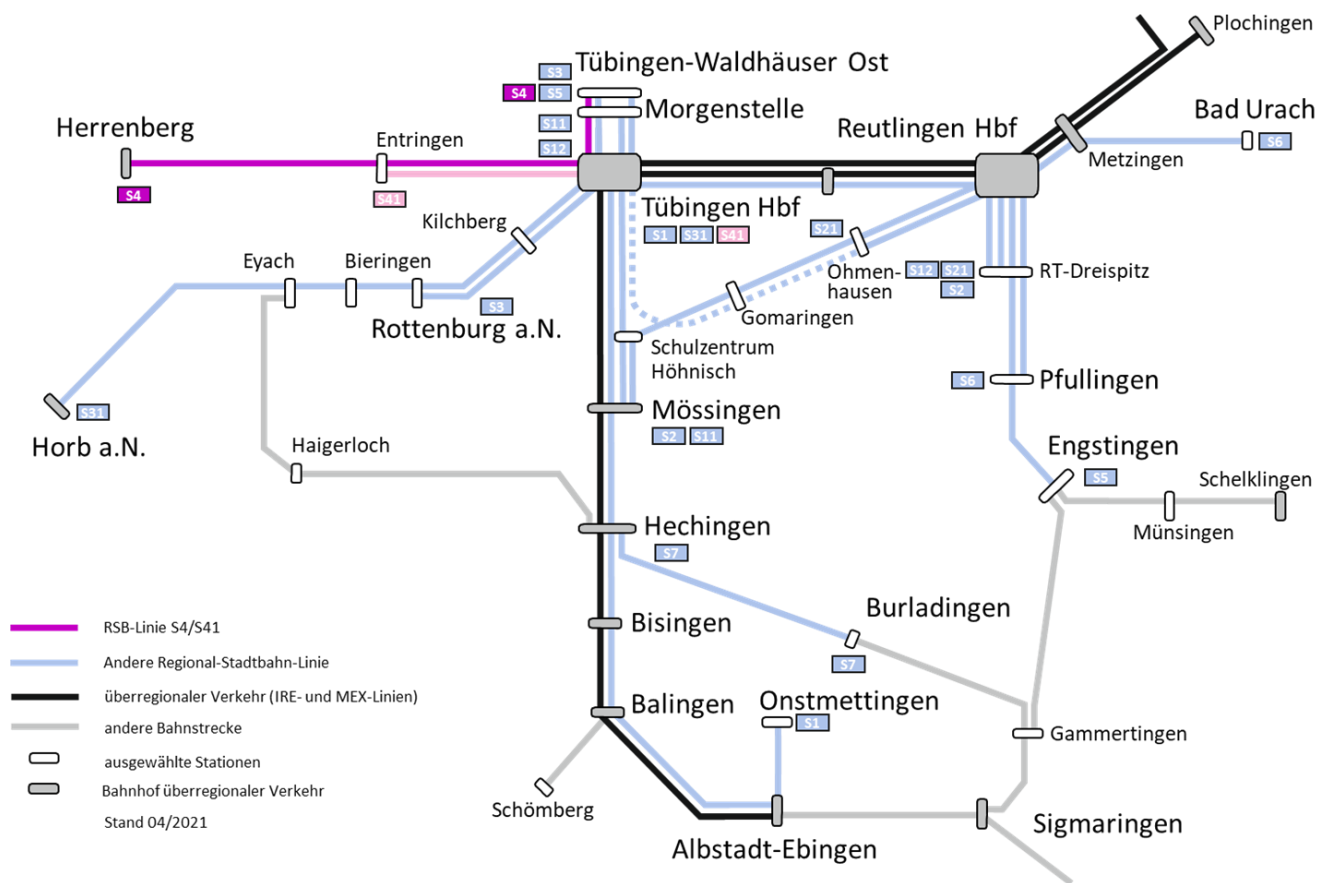 Plochingen
S3
Tübingen-Waldhäuser Ost
S4 S5
Morgenstelle
S11
S12
Reutlingen Hbf
Bad Urach
S6
Metzingen
Herrenberg
S4
Entringen
S41
Tübingen Hbf
S1 S31 S41
Kilchberg
S21
Ohmen-
hausen
S12 S21
S2
RT-Dreispitz
Eyach
Bieringen
Rottenburg a.N.
S3
Gomaringen
Schulzentrum
Höhnisch
S6
Pfullingen
S31
Horb a.N.
Mössingen
S2 S11
Haigerloch
Engstingen
S5
Schelklingen
Münsingen
Hechingen
S7
Burladingen
S7
Bisingen
Balingen
Onstmettingen
S1
Gammertingen
Schömberg
Albstadt-Ebingen
Sigmaringen
RSB-Linie S4/S41
Andere Regional-Stadtbahn-Linie
überregionaler Verkehr (IRE- und MEX-Linien)
andere Bahnstrecke
ausgewählte Stationen
Bahnhof überregionaler Verkehr
Stand 04/2021